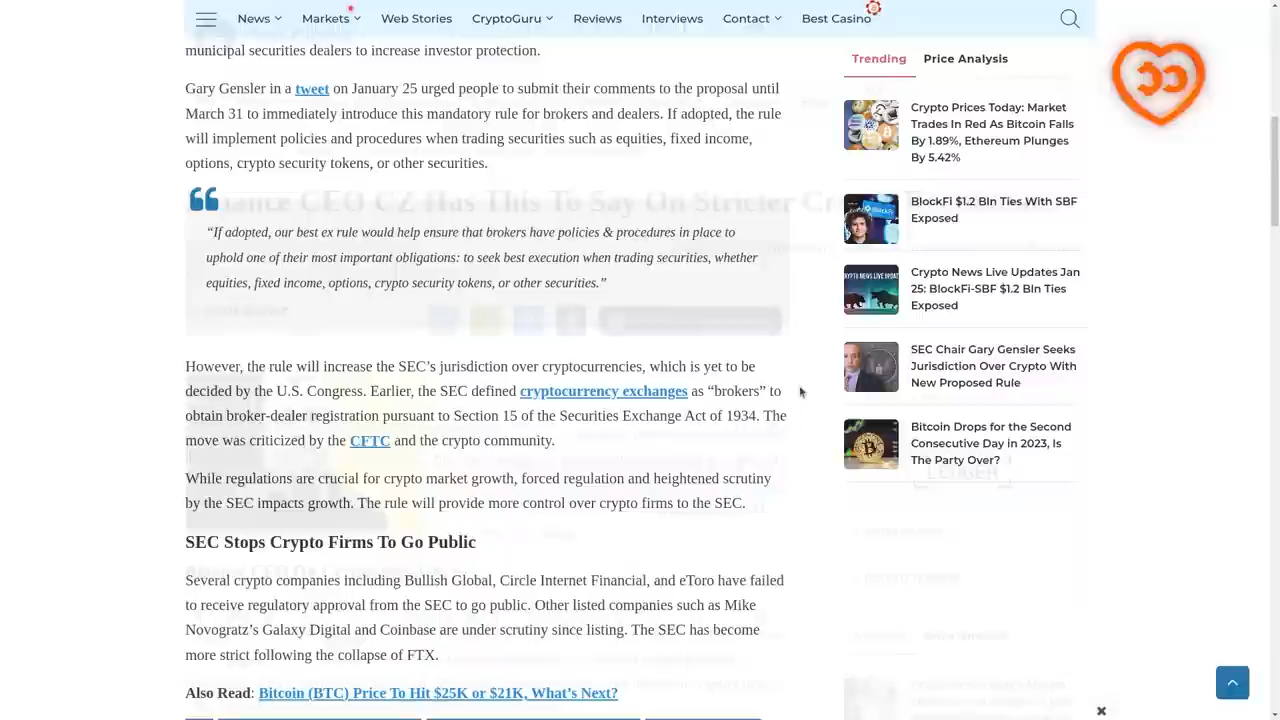 News
Markets
Web Stories
CryptoGuru
Reviews
Interviews
Contact
Best Casino
municipal securities dealers to increase investor protection.
Gary Gensler in a tweet on January 25 urged people to submit their comments to the proposal until
March 31 to immediately introduce this mandatory rule for brokers and dealers. If adopted, the rule
will implement policies and procedures when trading securities such as equities, fixed income,
options, crypto security tokens, or other securities.
Binance CEO CZ Has This To Say On Stricter
“If adopted, our best ex rule would help ensure that brokers have policies & procedures in place to
uphold one of their most important obligations: to seek best execution when trading securities, whether
equities, fixed income, options, crypto security tokens, or other securities.”
However, the rule will increase the SEC’s jurisdiction over cryptocurrencies, which is yet to be
decided by the U.S. Congress. Earlier, the SEC defined cryptocurrency exchanges as “brokers” to
obtain broker-dealer registration pursuant to Section 15 of the Securities Exchange Act of 1934. The
move was criticized by the CFTC and the crypto community.
While regulations are crucial for crypto market growth, forced regulation and heightened scrutiny
by the SEC impacts growth. The rule will provide more control over crypto firms to the SEC.
SEC Stops Crypto Firms To Go Public
Several crypto companies including Bullish Global, Circle Internet Financial, and eToro have failed
to receive regulatory approval from the SEC to go public. Other listed companies such as Mike
Novogratz’s Galaxy Digital and Coinbase are under scrutiny since listing. The SEC has become
more strict following the collapse of FTX.
Also Read: Bitcoin (BTC) Price To Hit $25K or $21K, What’s Next?
Trending
Price Analysis
Crypto Prices Today: Market
Trades In Red As Bitcoin Falls
By 1.89%, Ethereum Plunges
By 5.42%
BlockFi $1.2 Bln Ties With SBF
Exposed
Crypto News Live Updates Jan
25: BlockFi-SBF $1.2 Bln Ties
Exposed
SEC Chair Gary Gensler Seeks
Jurisdiction Over Crypto With
New Proposed Rule
Bitcoin Drops for the Second
Consecutive Day in 2023, Is
The Party Over?
LEDGER